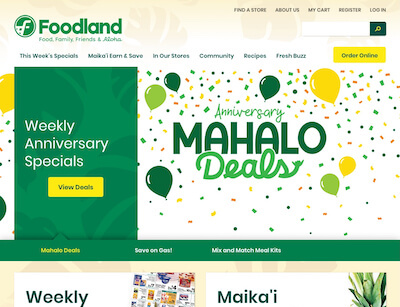 FIND A STORE ABOUT US MY CART REGISTER LOG IN
Foodland
Food, Family, Friends & Aloha.
This Week's Specials Maika'i Earn & Save In Our Stores Community Recipes Fresh Buzz Order Online
Weekly
Anniversary
Specials
View Deals
Anniversary
MAHALO
Deals
Mahalo Deals Save on Gas! Mix and Match Meal Kits
Weekly
Maika'i